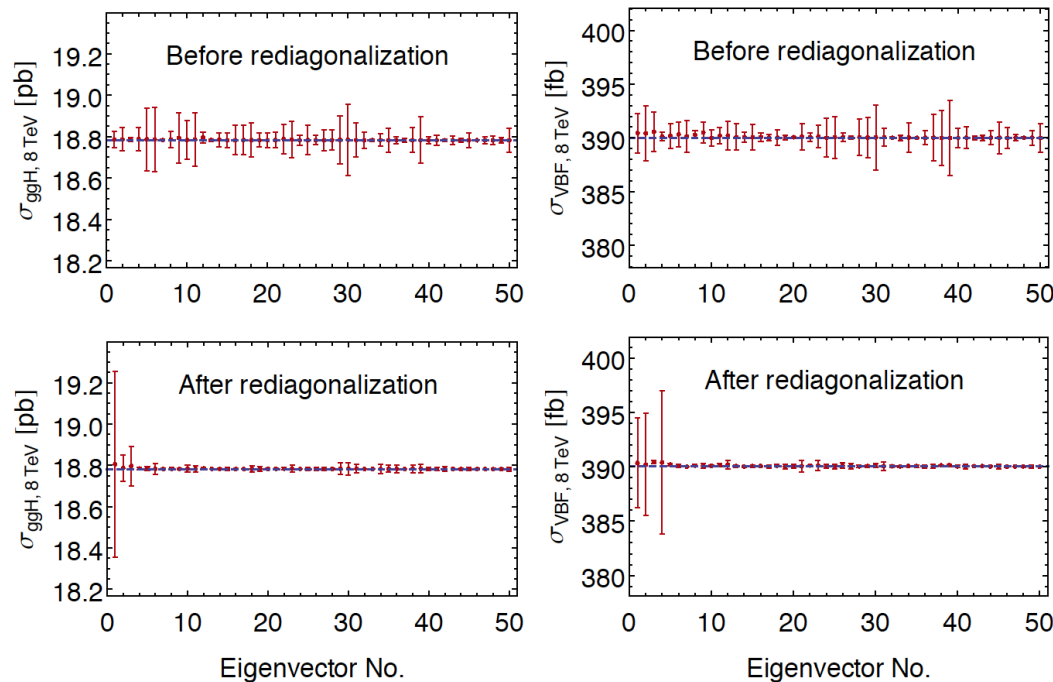 σggH, 8 TeV [pb]
19.2
19.0
18.8
18.6
18.4
18.2
Before rediagonalization
0 10 20 30 40 50
σVBF, 8 TeV [fb]
400
395
390
385
380
Before rediagonalization
0 10 20 30 40 50
σggH, 8 TeV [pb]
19.2
19.0
18.8
18.6
18.4
18.2
After rediagonalization
0 10 20 30 40 50
Eigenvector No.
σVBF, 8 TeV [fb]
400
395
390
385
380
After rediagonalization
0 10 20 30 40 50
Eigenvector No.